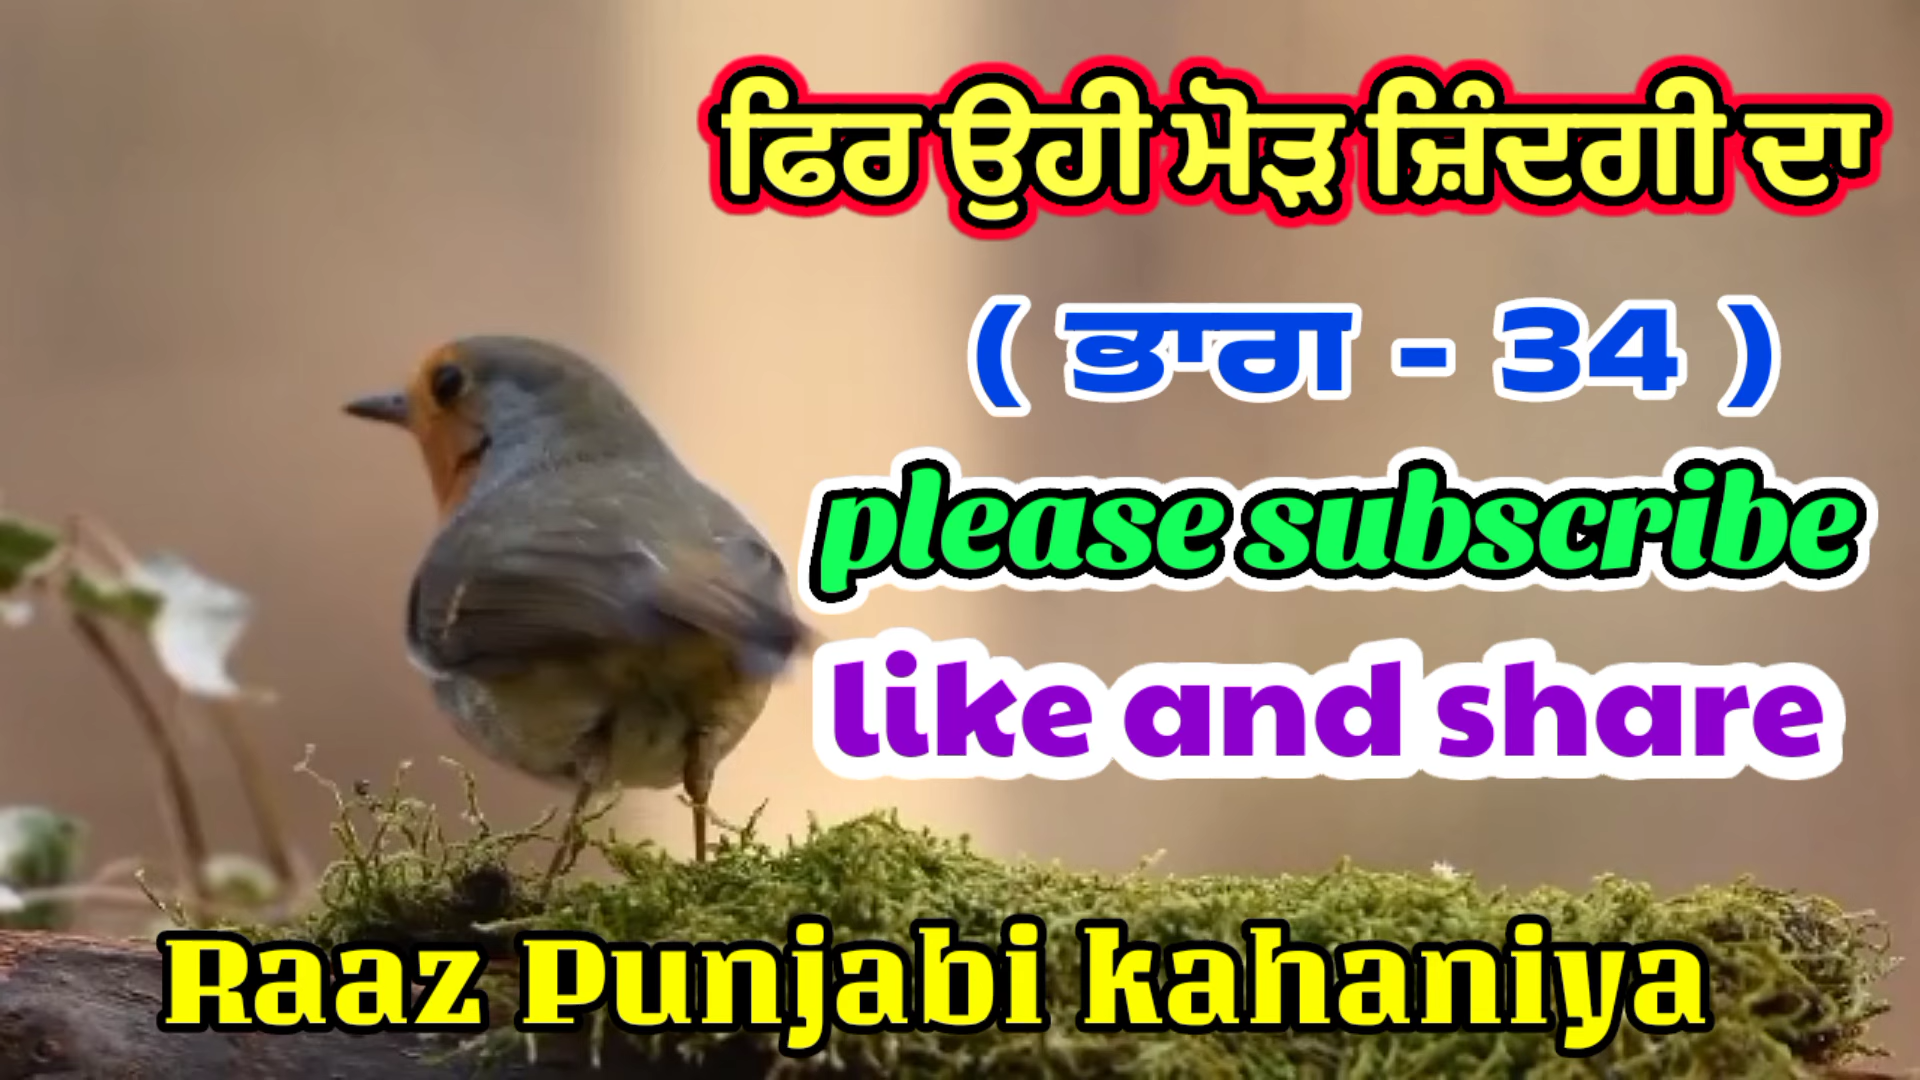 ਫਿਰ ਉਹੀ ਮੋੜ ਜ਼ਿੰਦਗੀ ਦਾ
( ਭਾਗ - 34 )
please subscribe
like and share
Raaz Punjabi kahaniya